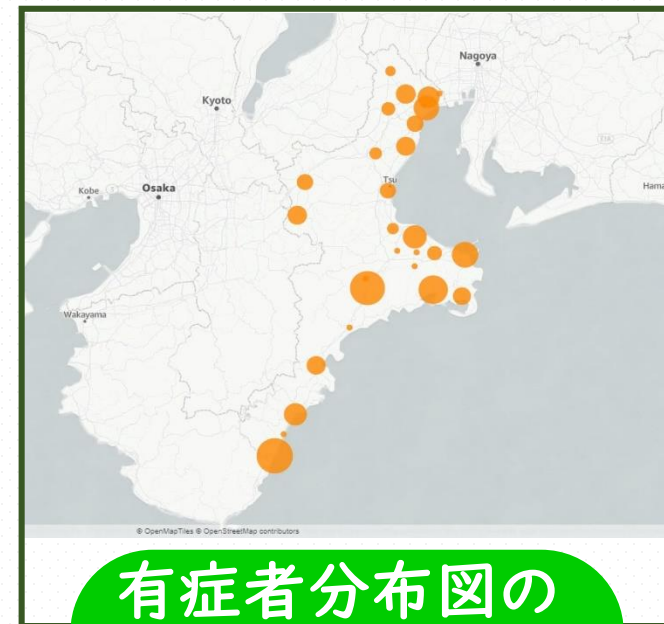 Nagoya
Kyoto
Tsu
Kobe
Osaka
Hama
Wakayama
© OpenMapTiles © OpenStreetMap contributors
有症者分布図の